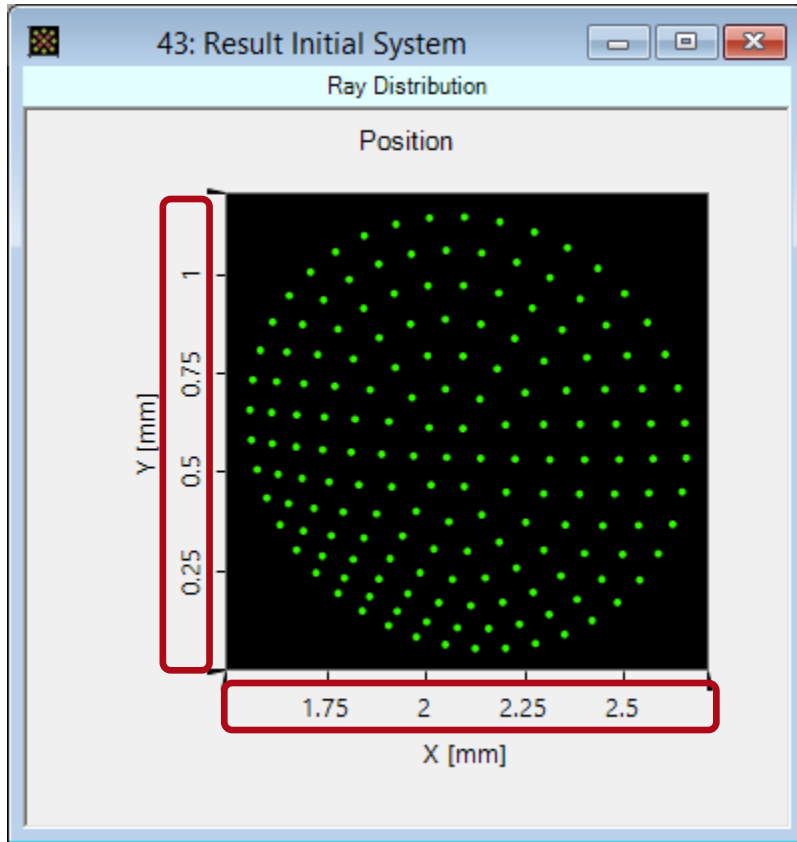 43: Result Initial System
Ray Distribution
Position
1
0.75
0.5
0.25
Y [mm]
1.75 2 2.25 2.5
X [mm]